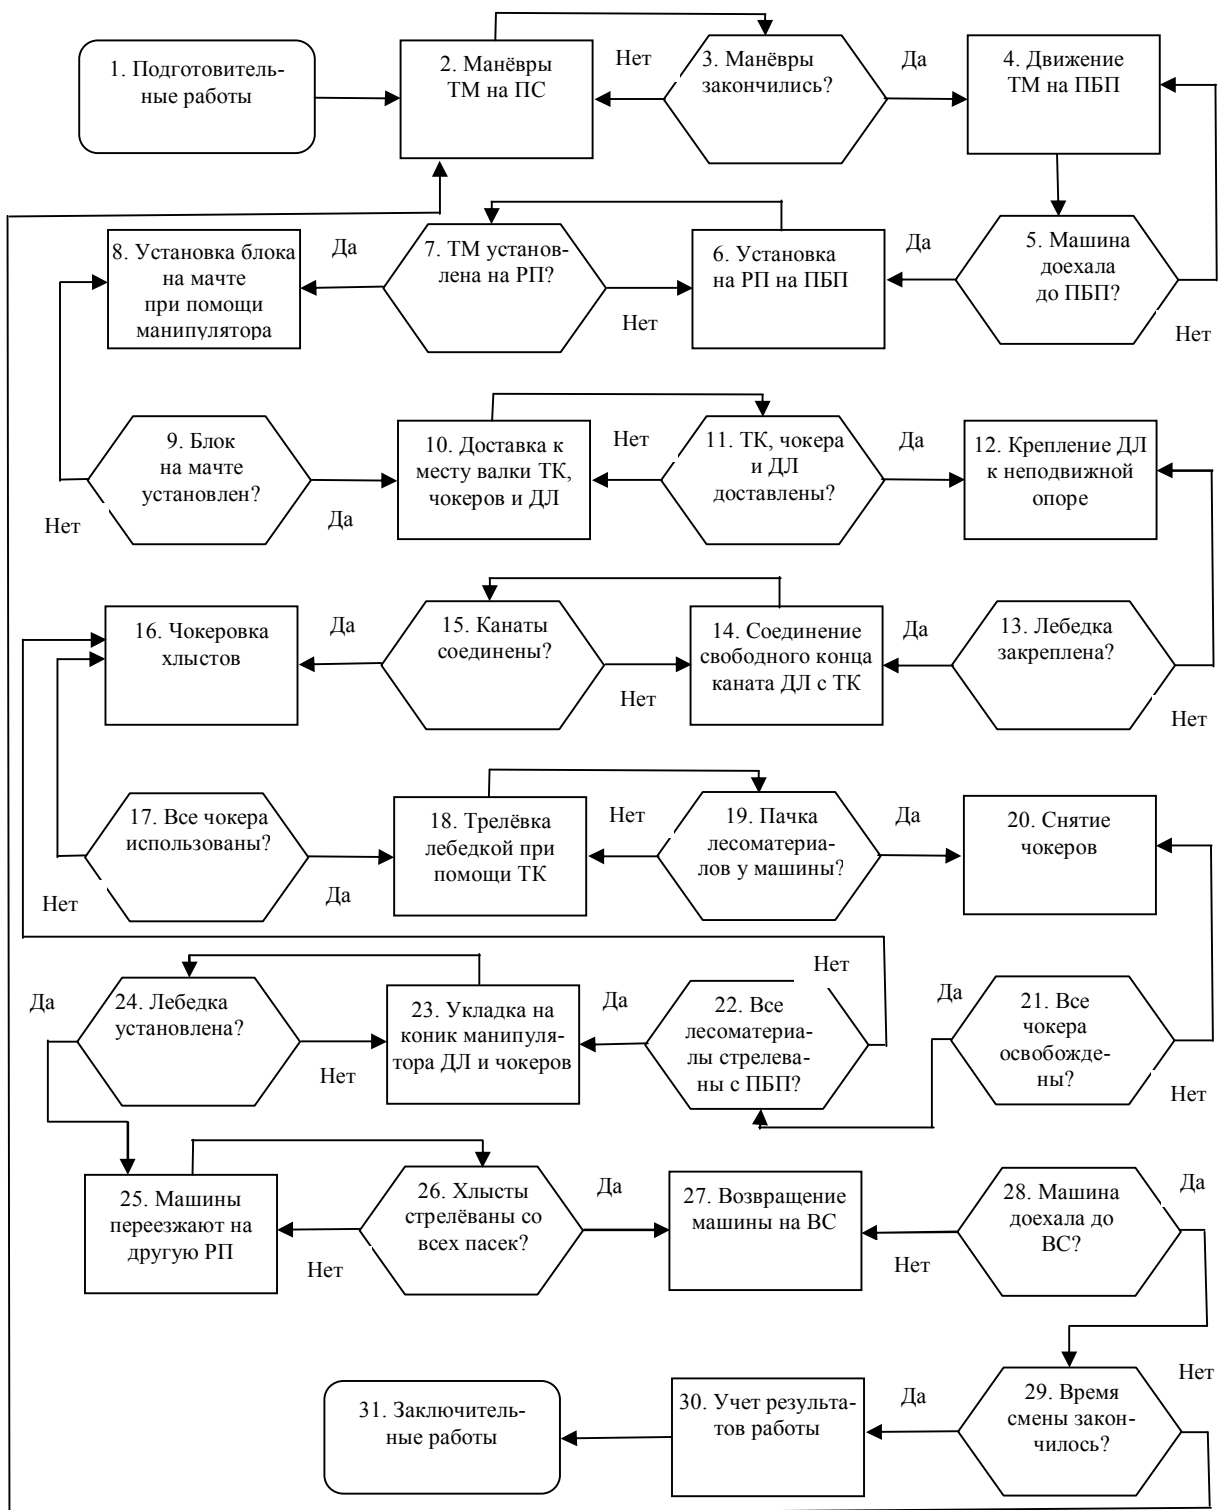 1. Подготовитель-
ные работы
2. Манёвры
ТМ на ПС
Нет
3. Манёвры
закончились?
Да
4. Движение
ТМ на ПБП
8. Установка блока
на мачте
при помощи
манипулятора
Да
7. ТМ установ-
лена на РП?
Нет
6. Установка
на РП на ПБП
Да
5. Машина
доехала
до ПБП?
Нет
9. Блок
на мачте
установлен?
Нет
Да
10. Доставка к
месту валки ТК,
чокеров и ДЛ
Нет
11. ТК, чокера
и ДЛ
доставлены?
Да
12. Крепление ДЛ
к неподвижной
опоре
16. Чокеровка
хлыстов
Да
15. Канаты
соединены?
Нет
14. Соединение
свободного конца
каната ДЛ с ТК
Да
13. Лебедка
закреплена?
Нет
17. Все чокера
использованы?
Нет
Да
18. Трелёвка
лебедкой при
помощи ТК
Нет
19. Пачка
лесоматериа-
лов у машины?
Да
20. Снятие
чокеров
Да
24. Лебедка
установлена?
Нет
23. Укладка на
коник манипуля-
тора ДЛ и чокеров
Да
22. Все
лесоматериа-
лы стрелева-
ны с ПБП?
Нет
Да
21. Все
чокера
освобожде-
ны?
Нет
25. Машины
переезжают на
другую РП
Нет
26. Хлысты
стрелёваны со
всех пасек?
Да
27. Возвращение
машины на ВС
Нет
28. Машина
доехала до
ВС?
Да
31. Заключитель-
ные работы
30. Учет результа-
тов работы
Да
29. Время
смены закон-
чилось?
Нет